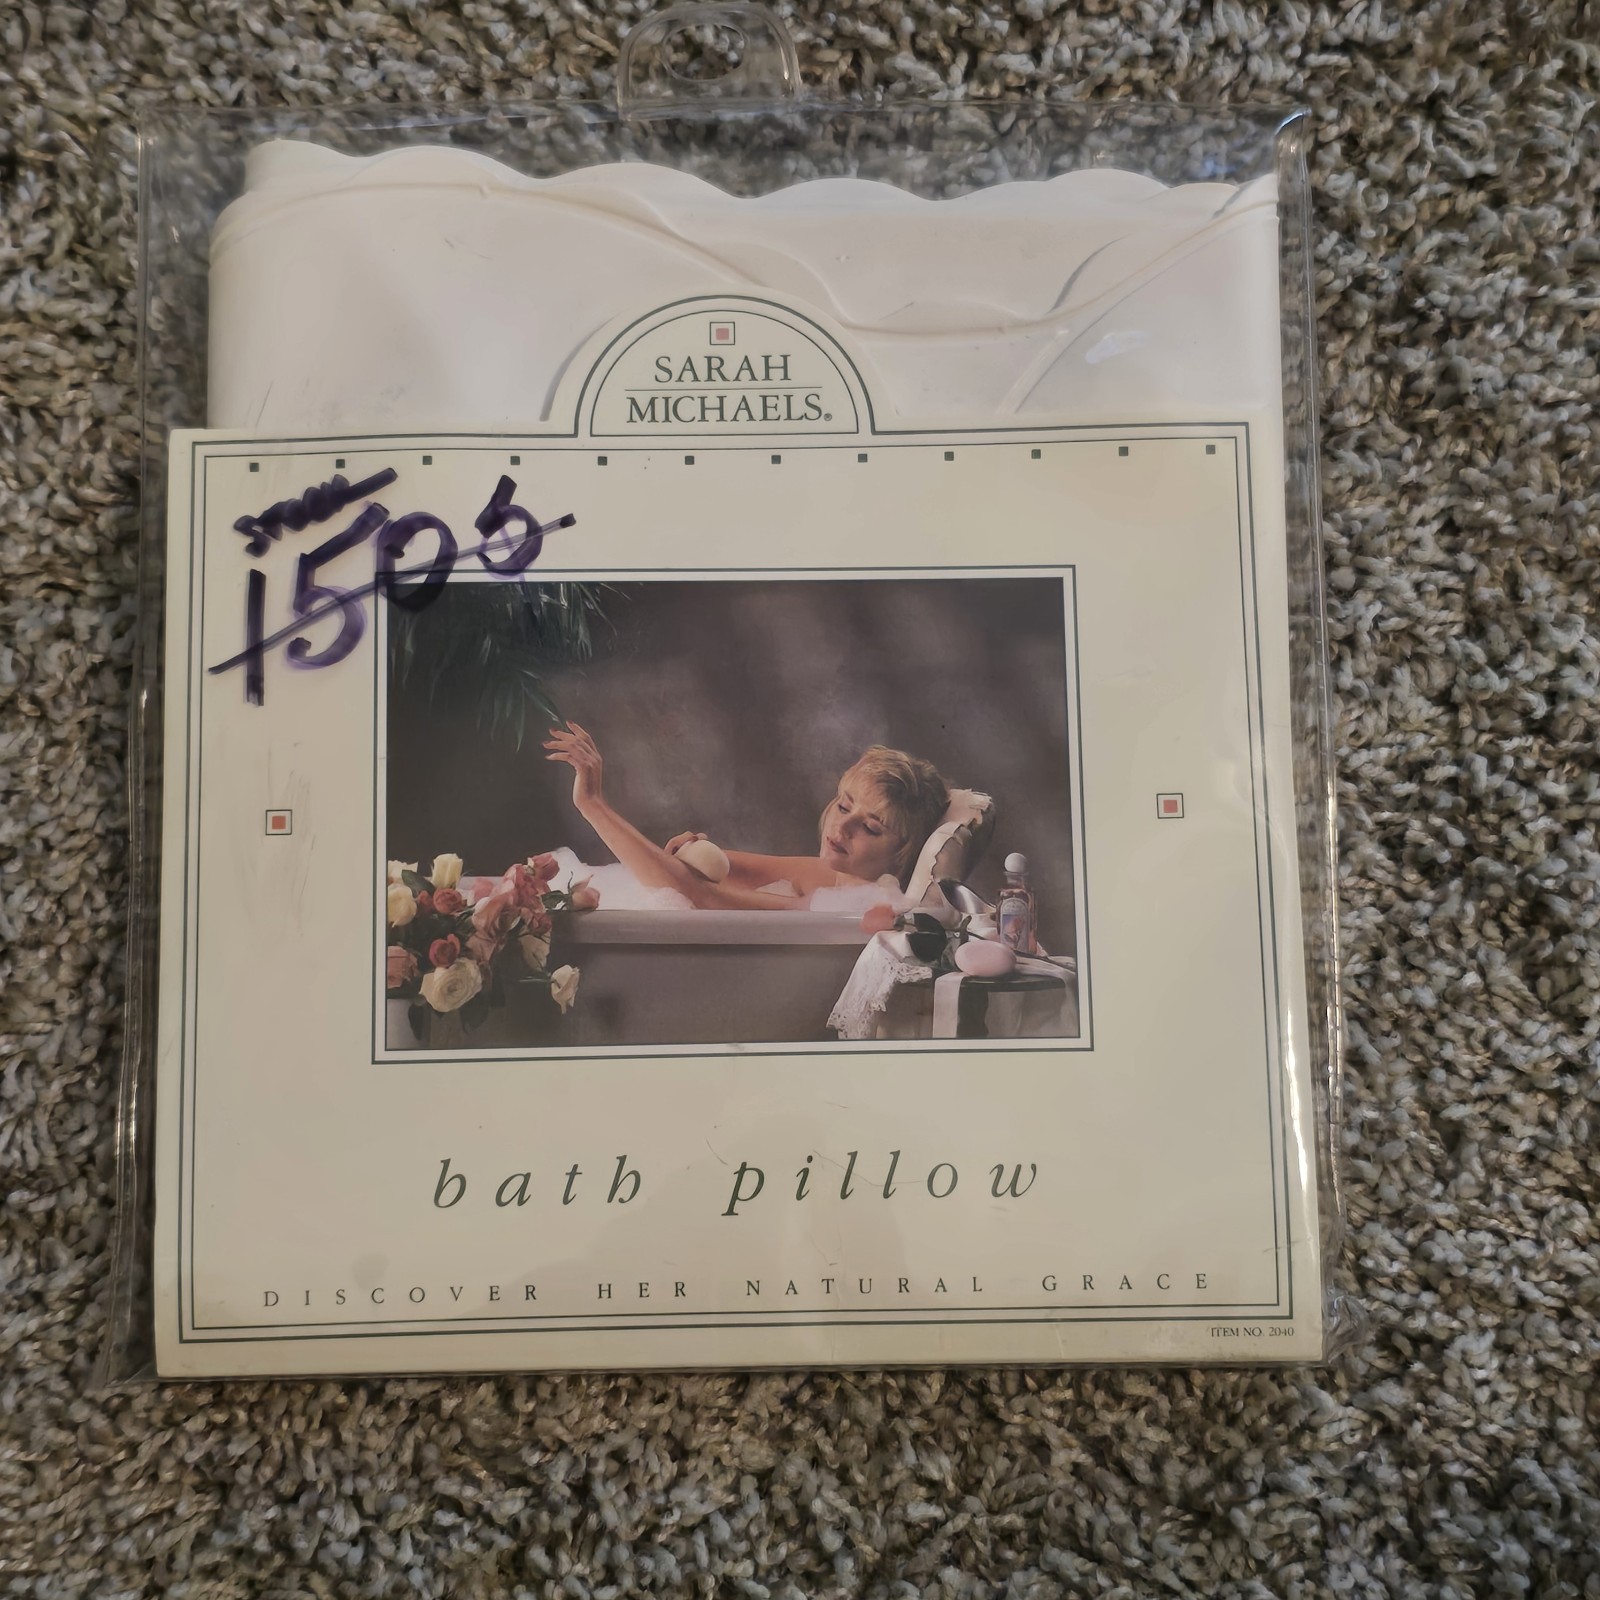 SARAH
MICHAELS®
150
bath pillow
DISCOVER HER NATURAL GRACE
ITEM NO. 2040